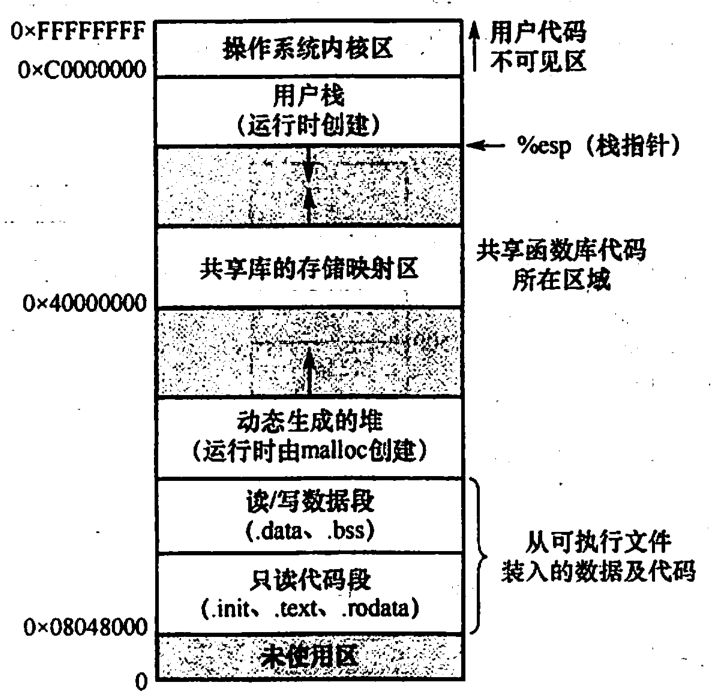 0×FFFFFFFF
操作系统内核区
用户代码
不可见区
0×C0000000
用户栈
(运行时创建)
%esp (栈指针)
共享库的存储映射区
共享函数库代码
所在区域
0×40000000
动态生成的堆
(运行时由malloc创建)
读/写数据段
(.data、.bss)
从可执行文件
装入的数据及代码
只读代码段
(.init、.text、.rodata)
0×08048000
未使用区
0